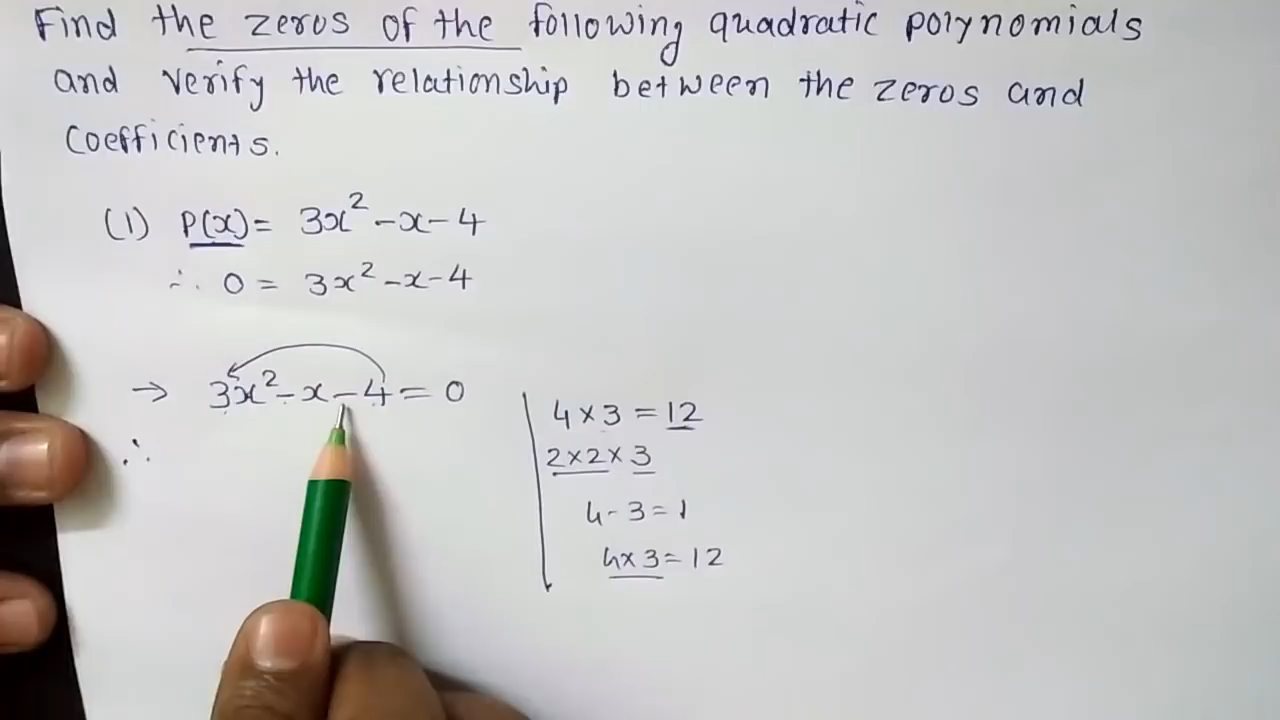 Find the zeros of the following quadratic polynomials
and verify the relationship between the zeros and
coefficients.
(1) P(x) = 3x² - x - 4
∴ 0 = 3x² - x - 4
→ 3x² - x - 4 = 0
∴
4 × 3 = 12
2 × 2 × 3
4 - 3 = 1
4 × 3 = 12